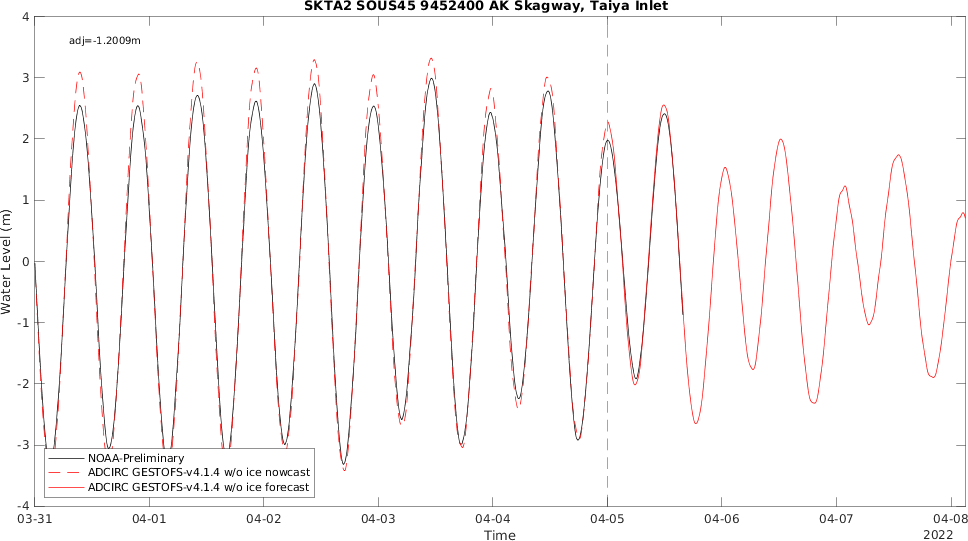 SKTA2 SOUS45 9452400 AK Skagway, Taiya Inlet
adj=-1.2009m
4
3
2
1
0
-1
-2
-3
-4
Water Level (m)
NOAA-Preliminary
ADCIRC GESTOFS-v4.1.4 w/o ice nowcast
ADCIRC GESTOFS-v4.1.4 w/o ice forecast
03-31 04-01 04-02 04-03 04-04 04-05 04-06 04-07 04-08
Time
2022